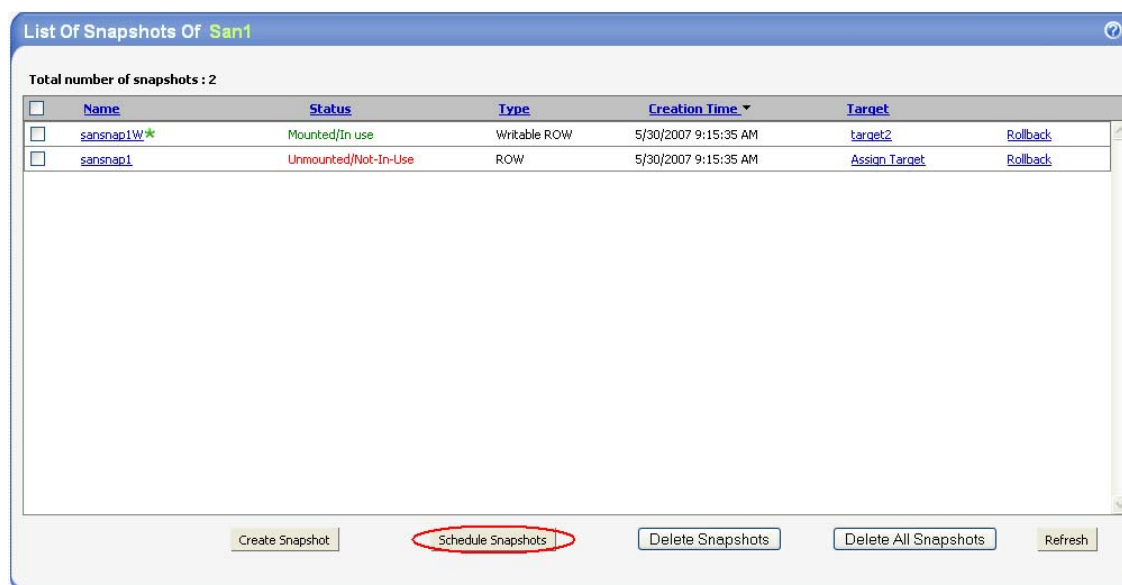 List Of Snapshots Of San1
Total number of snapshots : 2
Name Status Type Creation Time Target
sansnap1W* Mounted/In use Writable ROW 5/30/2007 9:15:35 AM target2 Rollback
sansnap1 Unmounted/Not-In-Use ROW 5/30/2007 9:15:35 AM Assign Target Rollback
Create Snapshot Schedule Snapshots Delete Snapshots Delete All Snapshots Refresh